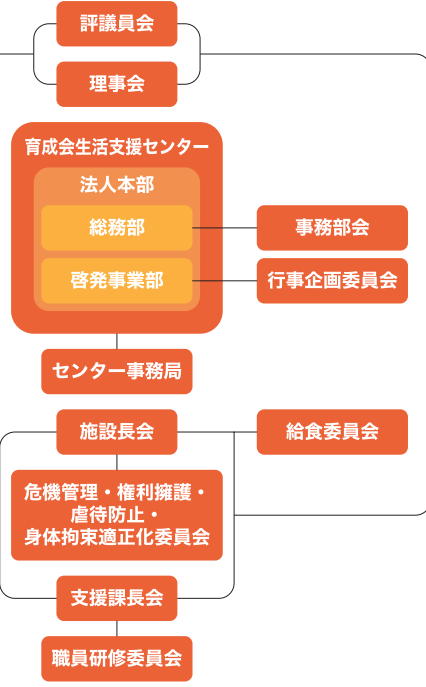 評議員会
理事会
育成会生活支援センター
法人本部
総務部
事務部会
啓発事業部
行事企画委員会
センター事務局
施設長会
給食委員会
危機管理・権利擁護・
虐待防止・
身体拘束適正化委員会
支援課長会
職員研修委員会